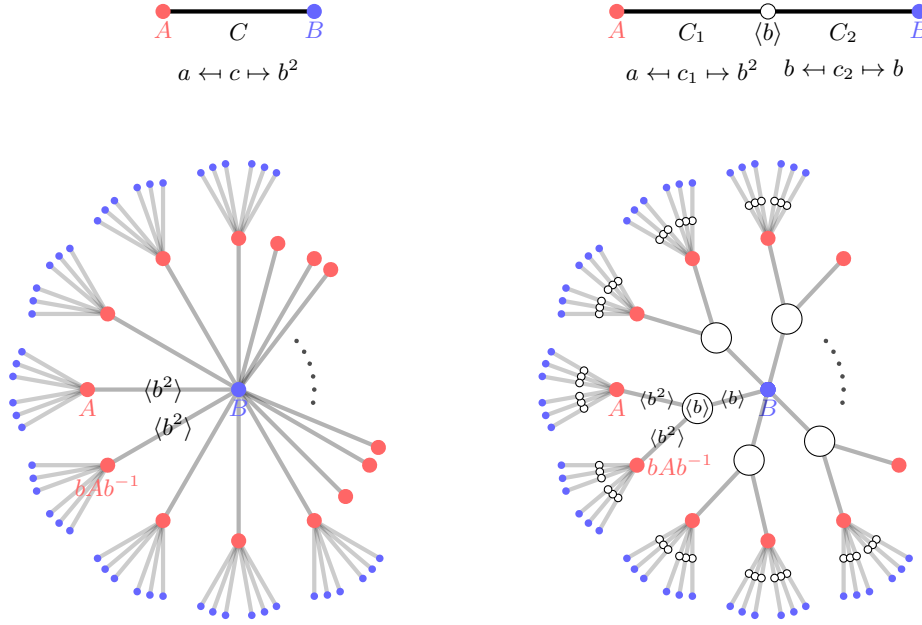 A C B
a ↤ c ↦ b²
A C₁ ⟨b⟩ C₂ B
a ↤ c₁ ↦ b² b ↤ c₂ ↦ b
⟨b²⟩
A B
⟨b²⟩
bAb⁻¹
⟨b²⟩ ⟨b⟩ ⟨b⟩
A B
⟨b²⟩
bAb⁻¹